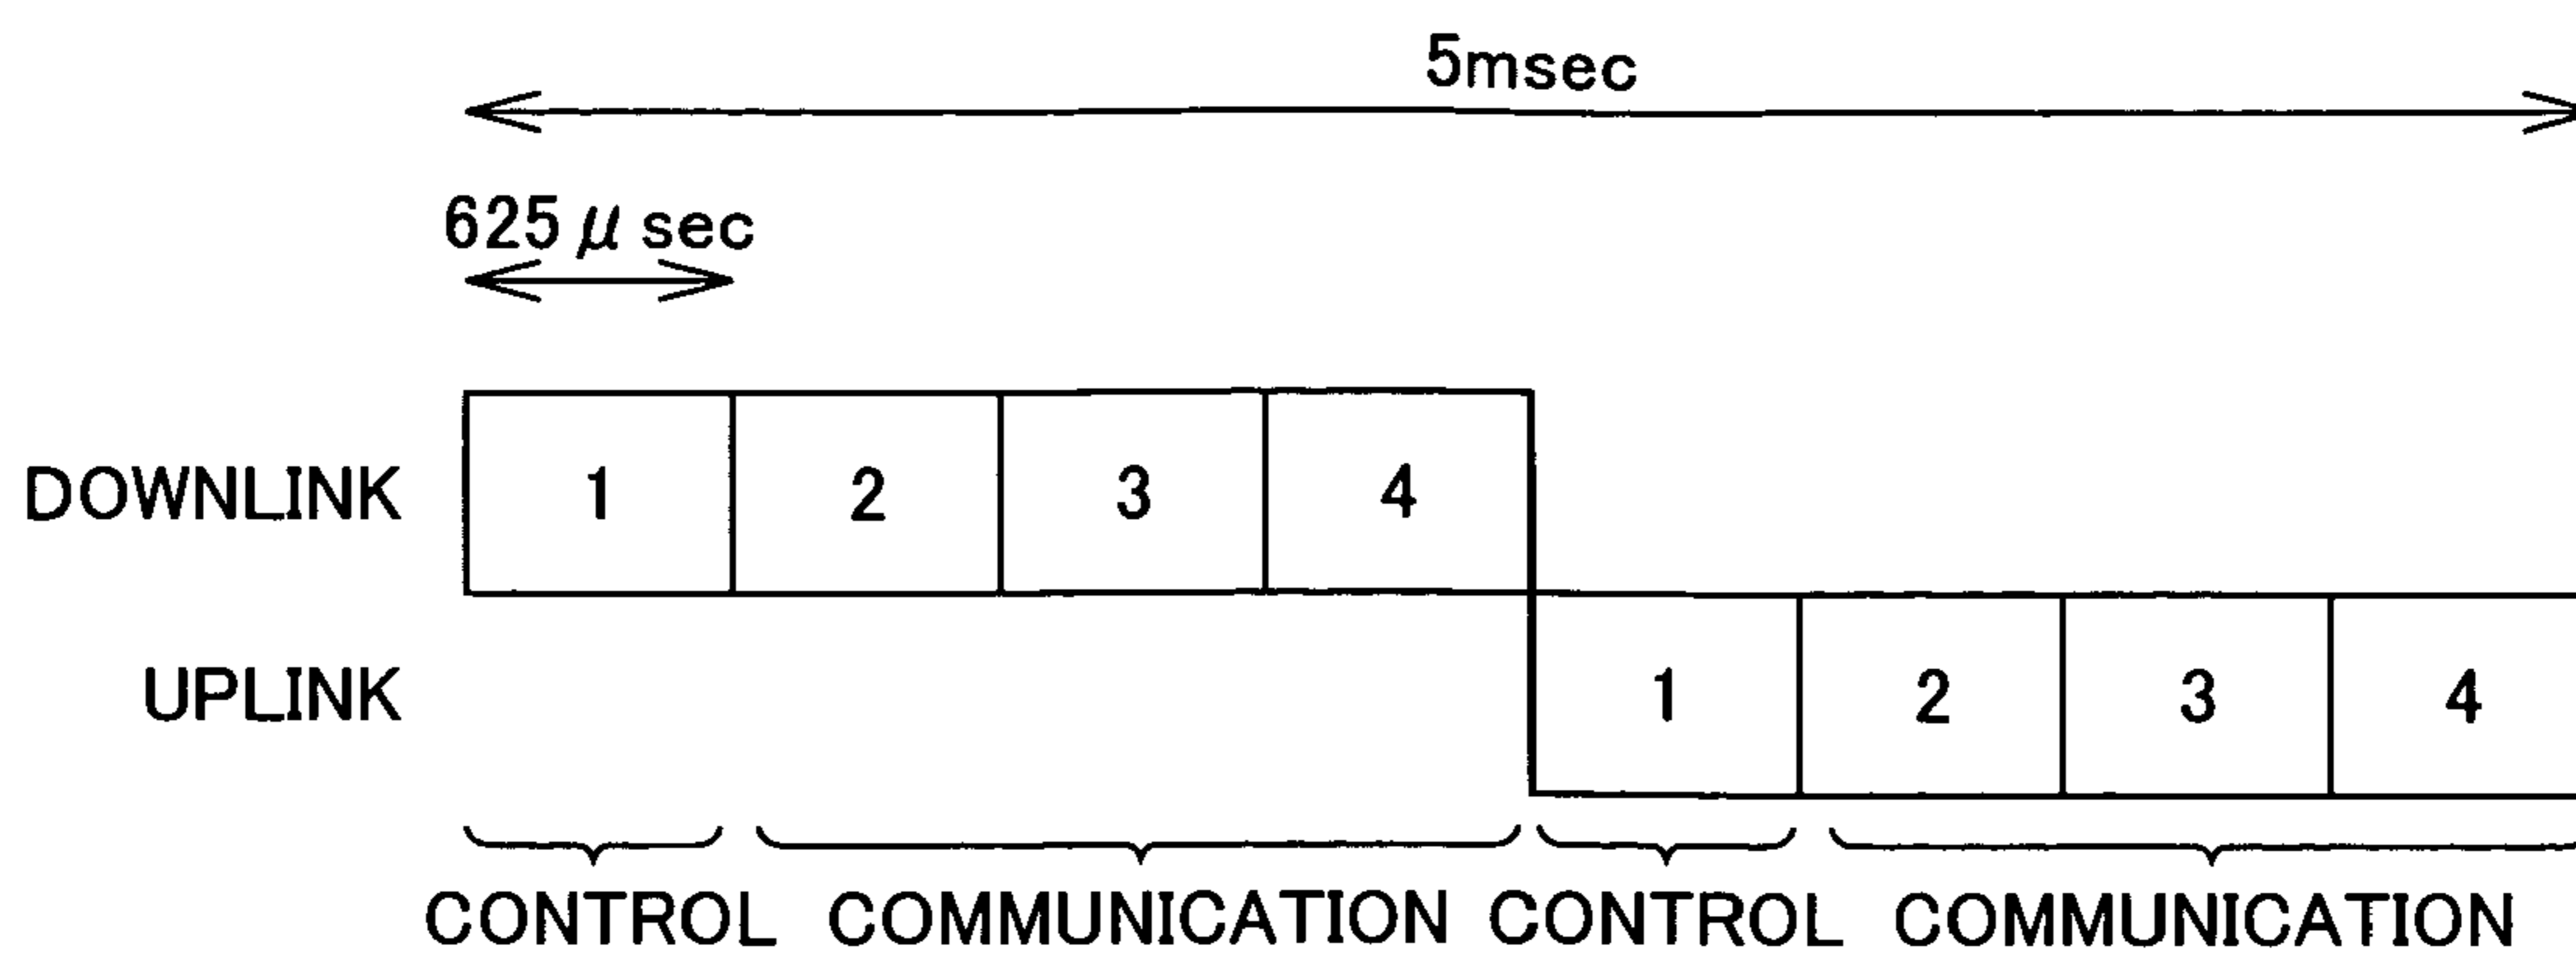 5msec
625 μ sec
DOWNLINK 1 2 3 4
UPLINK 1 2 3 4
CONTROL COMMUNICATION CONTROL COMMUNICATION